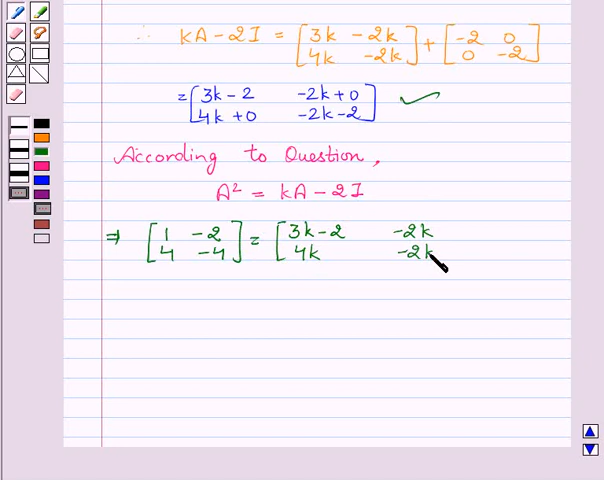 ∴ kA − 2I = [3k −2k] + [−2 0]
[4k −2k] [0 −2]
= [3k − 2 −2k + 0] ✓
[4k + 0 −2k − 2]
According to Question,
A² = kA − 2I
⇒ [1 −2] = [3k − 2 −2k
[4 −4] [4k −2k